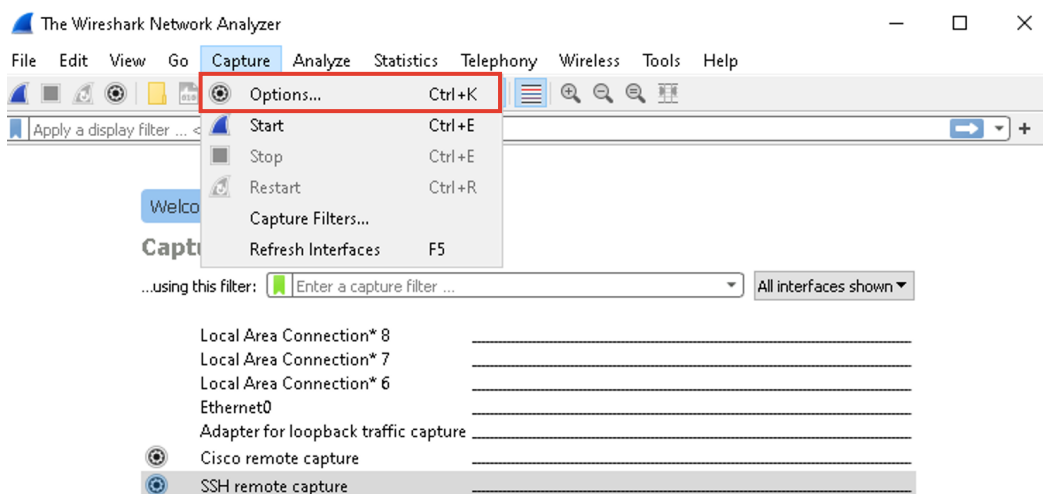 The Wireshark Network Analyzer
File Edit View Go Capture Analyze Statistics Telephony Wireless Tools Help
Options... Ctrl+K
Apply a display filter ... <
Start Ctrl+E
Stop Ctrl+E
Restart Ctrl+R
Welco
Capture Filters...
Capt
Refresh Interfaces F5
...using this filter: Enter a capture filter ... All interfaces shown
Local Area Connection* 8
Local Area Connection* 7
Local Area Connection* 6
Ethernet0
Adapter for loopback traffic capture
Cisco remote capture
SSH remote capture